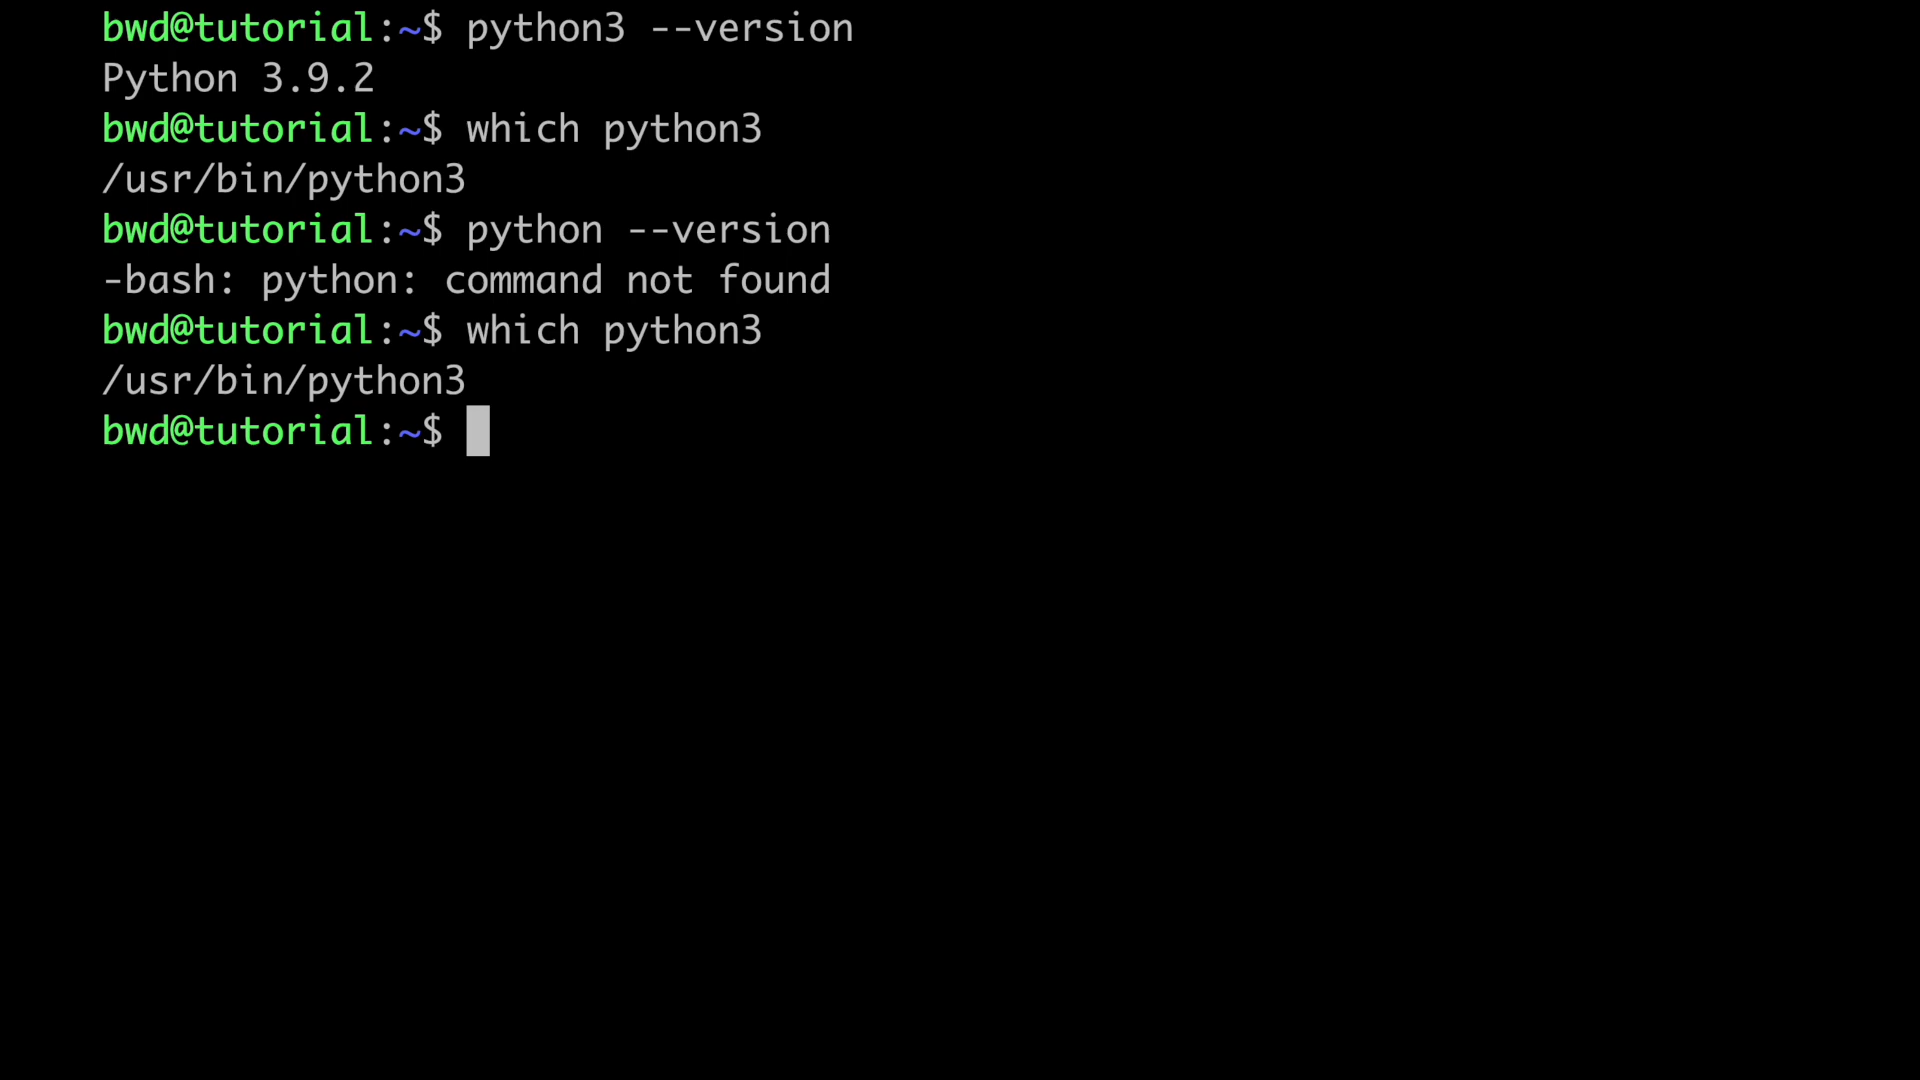 bwd@tutorial:~$ python3 --version
Python 3.9.2
bwd@tutorial:~$ which python3
/usr/bin/python3
bwd@tutorial:~$ python --version
-bash: python: command not found
bwd@tutorial:~$ which python3
/usr/bin/python3
bwd@tutorial:~$